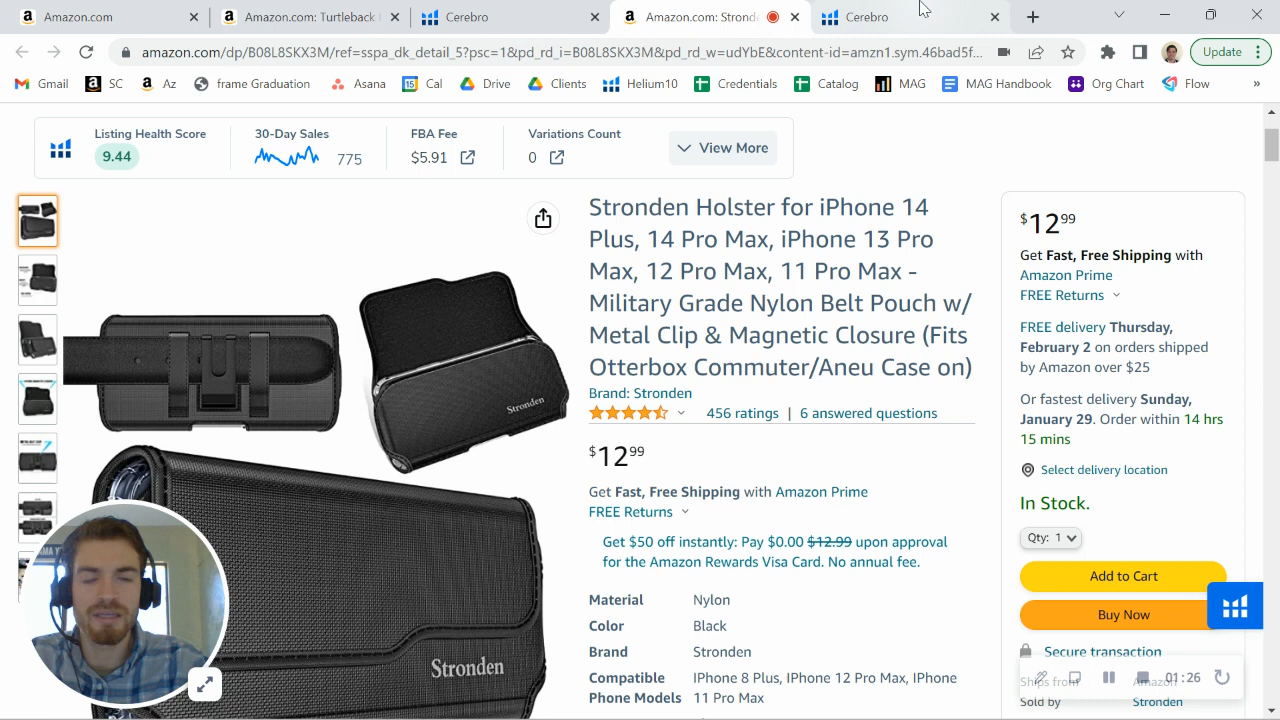 Amazon.com
Amazon.com: Turtleback
Cerebro
Amazon.com: Strond
Cerebro
amazon.com/dp/B08L8SKX3M/ref=sspa_dk_detail_5?psc=1&pd_rd_i=B08L8SKX3M&pd_rd_w=udYbE&content-id=amzn1.sym.46bad5f...
Update
Gmail
SC
Az
frame Graduation
Asana
Cal
Drive
Clients
Helium10
Credentials
Catalog
MAG
MAG Handbook
Org Chart
Flow
»
Listing Health Score
9.44
30-Day Sales
775
FBA Fee
$5.91
Variations Count
0
View More
Stronden Holster for iPhone 14
Plus, 14 Pro Max, iPhone 13 Pro
Max, 12 Pro Max, 11 Pro Max -
Military Grade Nylon Belt Pouch w/
Metal Clip & Magnetic Closure (Fits
Otterbox Commuter/Aneu Case on)
Brand: Stronden
456 ratings | 6 answered questions
$12 99
Get Fast, Free Shipping with Amazon Prime
FREE Returns
Get $50 off instantly: Pay $0.00 $12.99 upon approval
for the Amazon Rewards Visa Card. No annual fee.
Material Nylon
Color Black
Brand Stronden
Compatible IPhone 8 Plus, IPhone 12 Pro Max, IPhone
Phone Models 11 Pro Max
Stronden
Stronden
$12 99
Get Fast, Free Shipping with
Amazon Prime
FREE Returns
FREE delivery Thursday,
February 2 on orders shipped
by Amazon over $25
Or fastest delivery Sunday,
January 29. Order within 14 hrs
15 mins
Select delivery location
In Stock.
Qty: 1
Add to Cart
Buy Now
Secure transaction
Ships from Amazon
Sold by Stronden
01:26